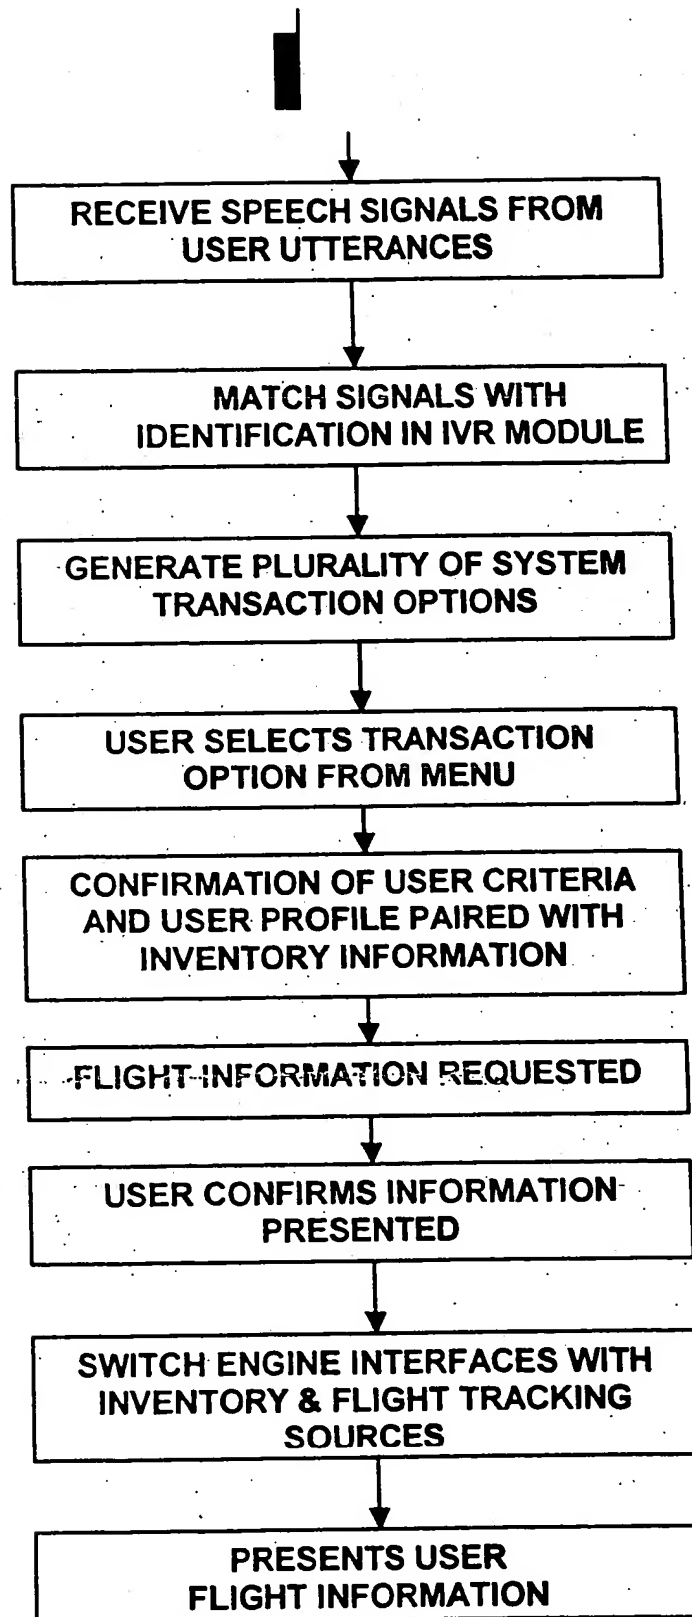 RECEIVE SPEECH SIGNALS FROM
USER UTTERANCES
MATCH SIGNALS WITH
IDENTIFICATION IN IVR MODULE
GENERATE PLURALITY OF SYSTEM
TRANSACTION OPTIONS
USER SELECTS TRANSACTION
OPTION FROM MENU
CONFIRMATION OF USER CRITERIA
AND USER PROFILE PAIRED WITH
INVENTORY INFORMATION
FLIGHT INFORMATION REQUESTED
USER CONFIRMS INFORMATION
PRESENTED
SWITCH ENGINE INTERFACES WITH
INVENTORY & FLIGHT TRACKING
SOURCES
PRESENTS USER
FLIGHT INFORMATION